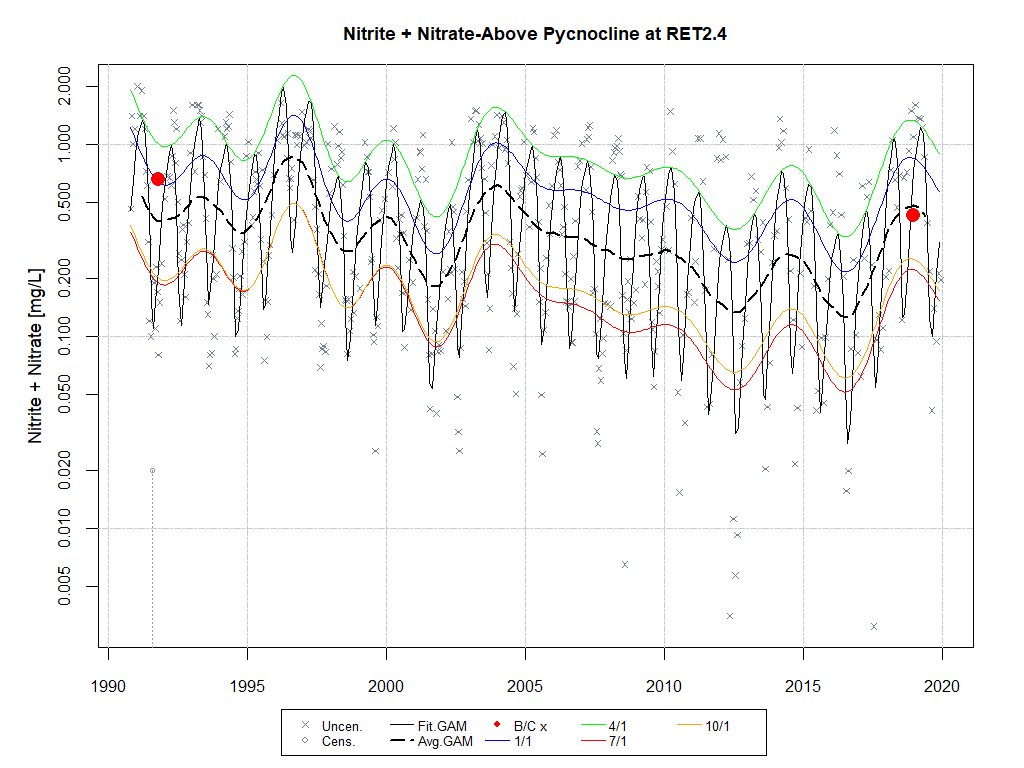 Nitrite + Nitrate-Above Pycnocline at RET2.4
Nitrite + Nitrate [mg/L]
2.000
1.000
0.500
0.200
0.100
0.050
0.020
0.010
0.005
1990 1995 2000 2005 2010 2015 2020
Uncen. Fit.GAM B/C x 4/1 10/1
Cens. Avg.GAM 1/1 7/1